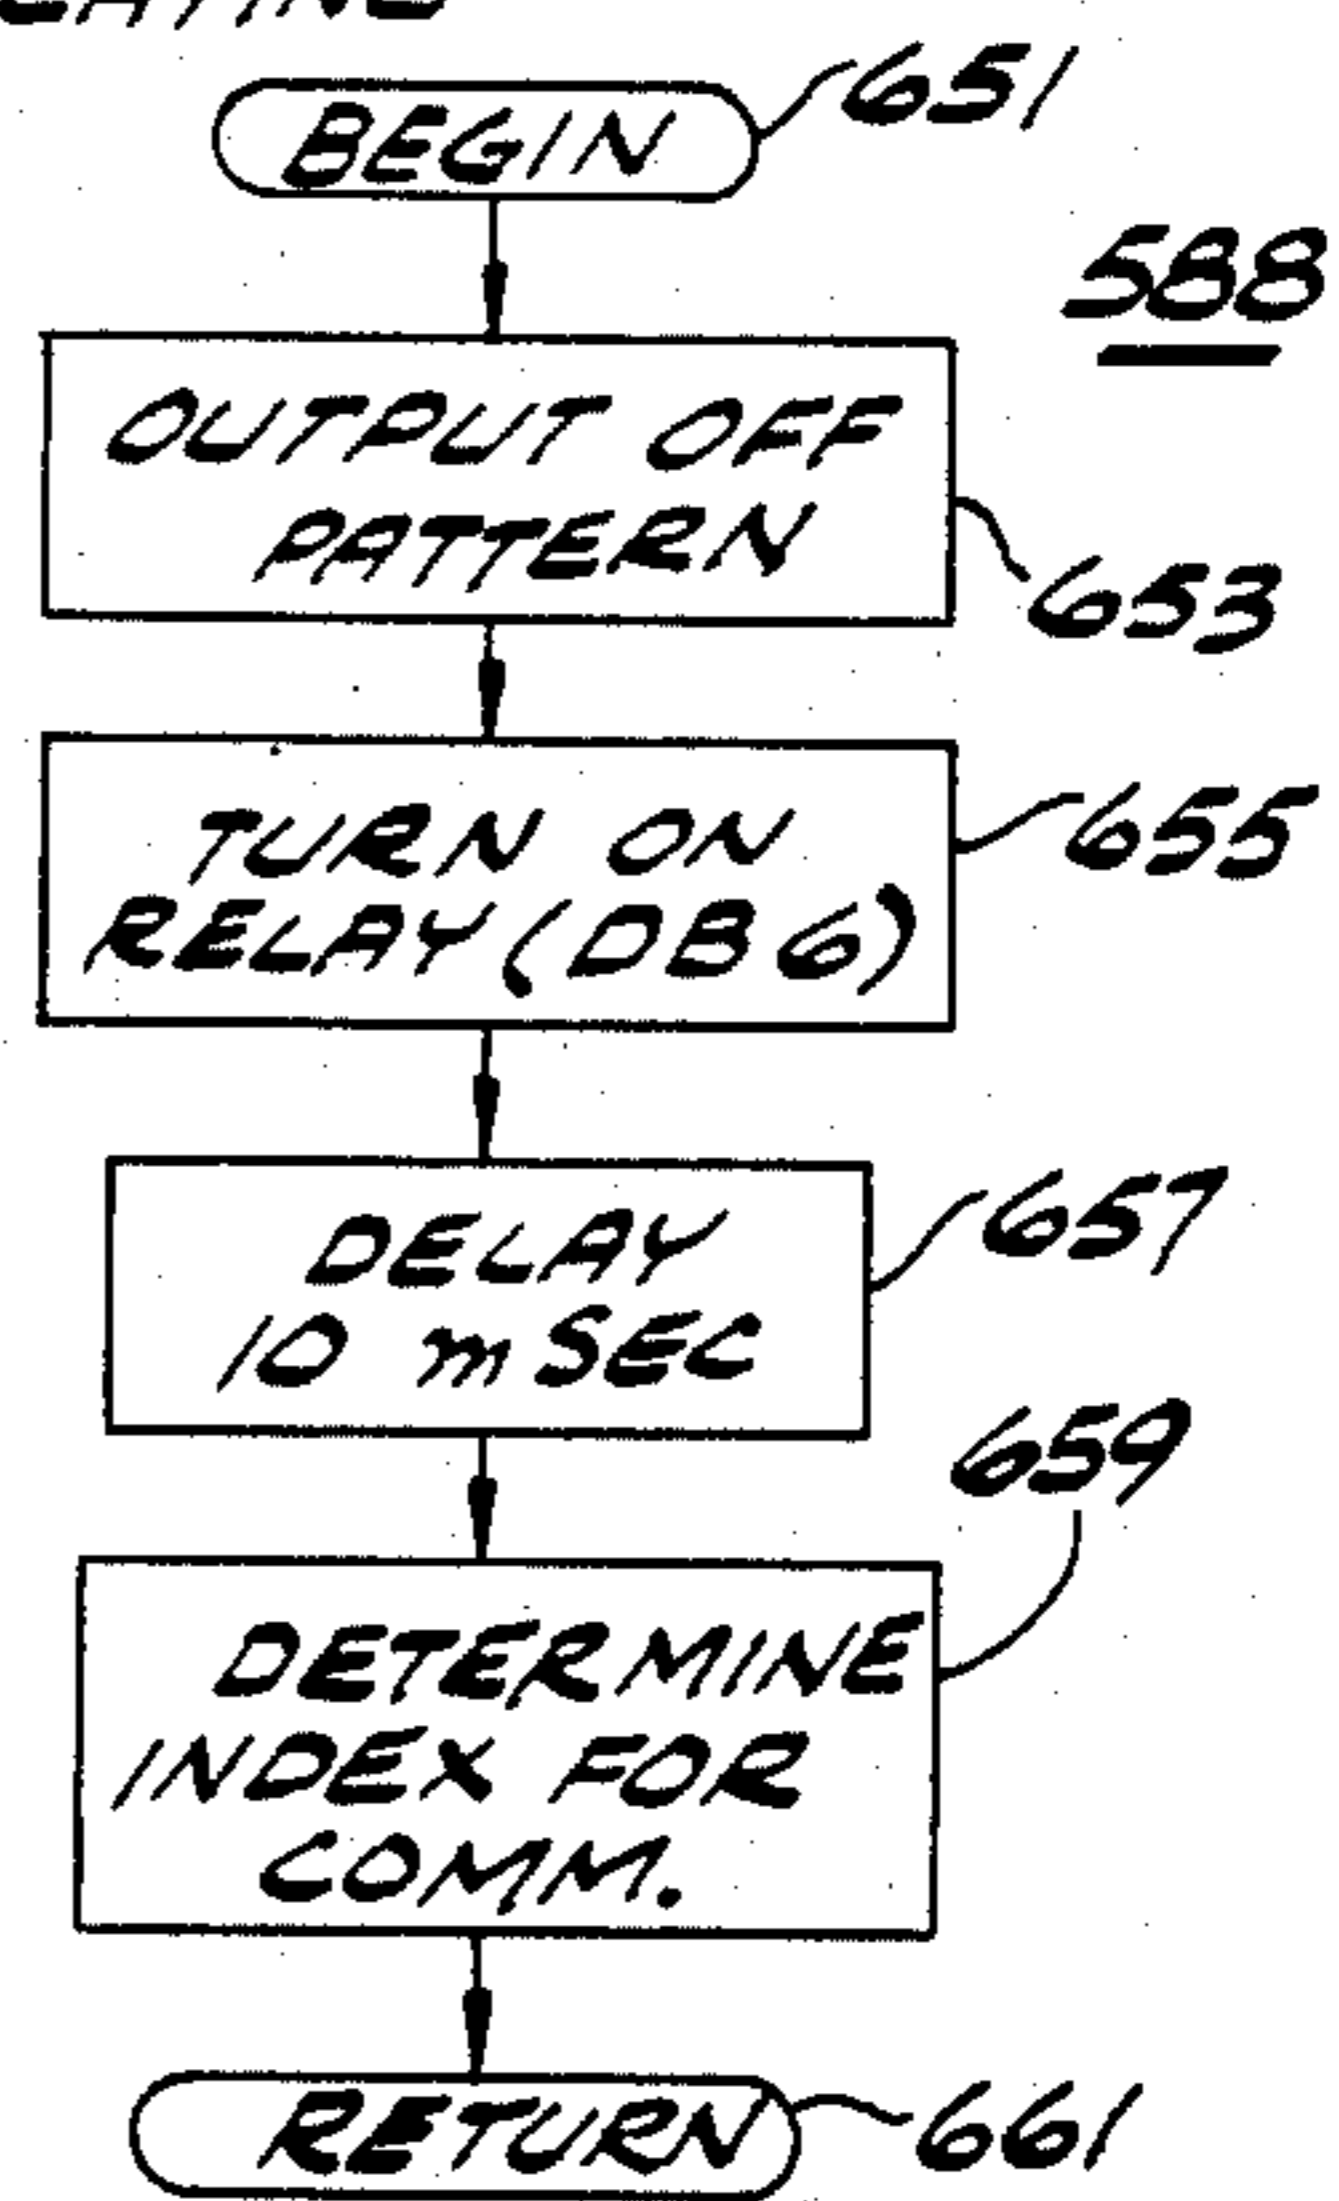 BEGIN
651
588
OUTPUT OFF
PATTERN
653
TURN ON
RELAY (DB6)
655
DELAY
10 mSEC
657
659
DETERMINE
INDEX FOR
COMM.
RETURN
661